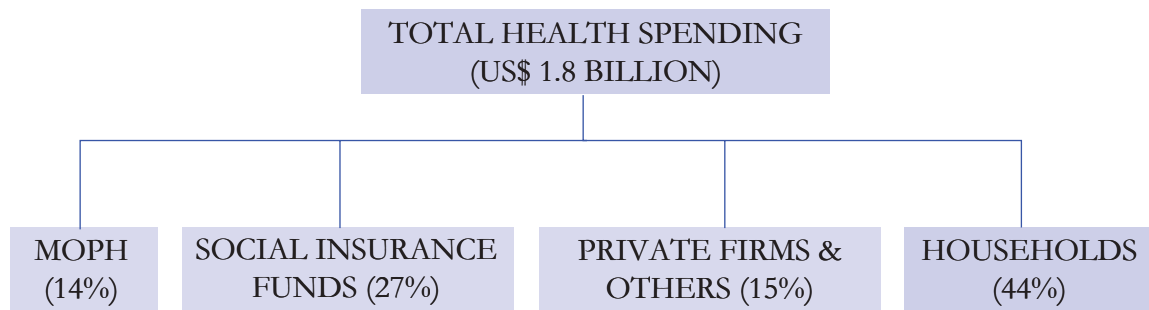 TOTAL HEALTH SPENDING
(US$ 1.8 BILLION)
MOPH
(14%)
SOCIAL INSURANCE
FUNDS (27%)
PRIVATE FIRMS &
OTHERS (15%)
HOUSEHOLDS
(44%)